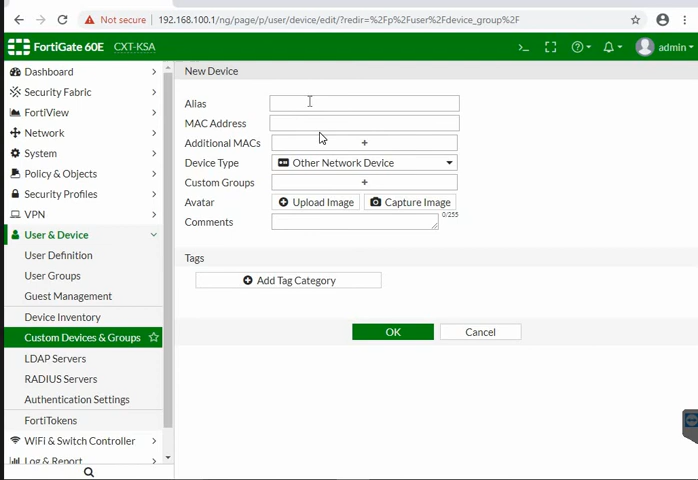 Not secure 192.168.100.1/ng/page/p/user/device/edit/?redir=%2Fp%2Fuser%2Fdevice_group%2F
FortiGate 60E CXT-KSA >_ admin
Dashboard
Security Fabric
FortiView
Network
System
Policy & Objects
Security Profiles
VPN
User & Device
User Definition
User Groups
Guest Management
Device Inventory
Custom Devices & Groups
LDAP Servers
RADIUS Servers
Authentication Settings
FortiTokens
WiFi & Switch Controller
Log & Report
New Device
Alias
MAC Address
Additional MACs +
Device Type Other Network Device
Custom Groups +
Avatar Upload Image Capture Image
Comments 0/255
Tags
Add Tag Category
OK Cancel